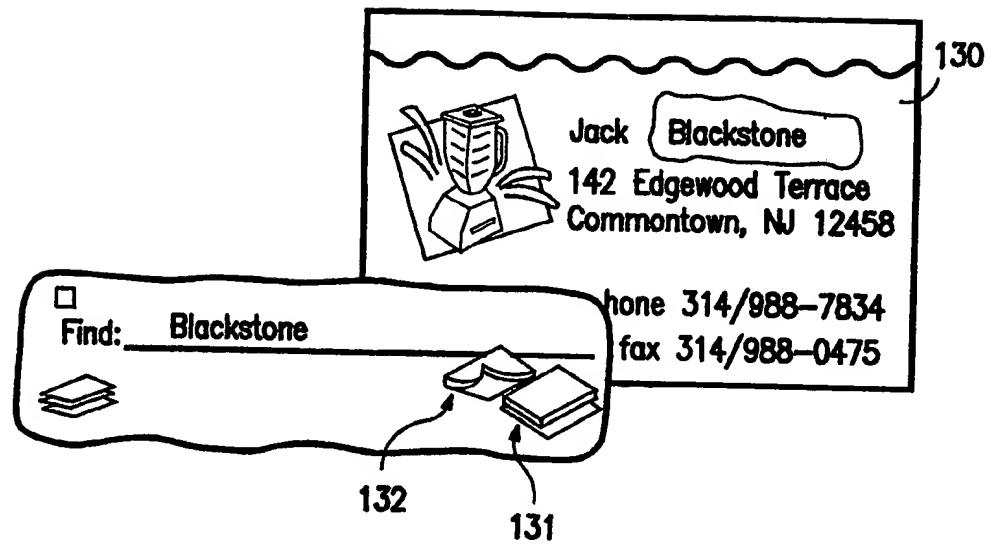 130
Jack Blackstone
142 Edgewood Terrace
Commontown, NJ 12458
hone 314/988-7834
fax 314/988-0475
Find: Blackstone
132
131